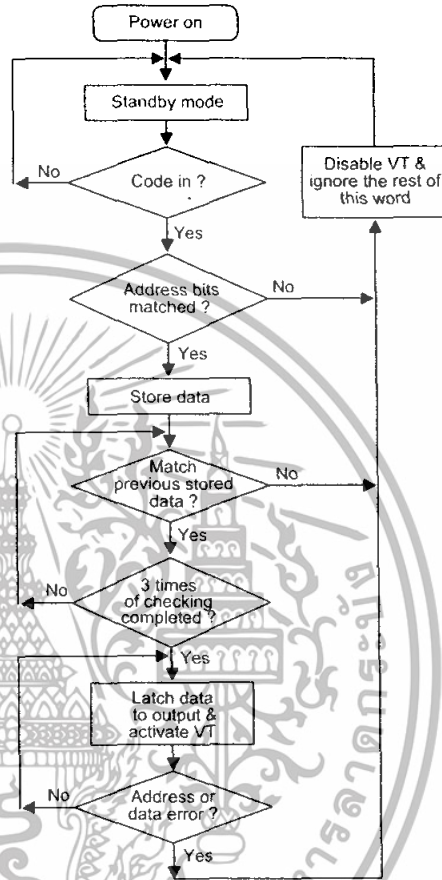 Power on
Standby mode
No
Code in ?
Disable VT &
ignore the rest of
this word
Yes
Address bits
matched ?
No
Yes
Store data
Match
previous stored
data ?
No
Yes
No
3 times
of checking
completed ?
Yes
Latch data
to output &
activate VT
No
Address or
data error ?
Yes